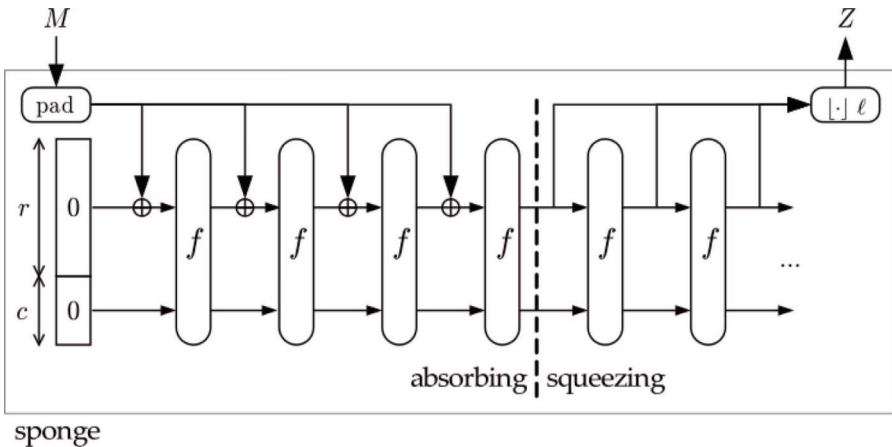 M Z
pad ⌊·⌋ ℓ
r 0 f f f f f f
...
c 0
absorbing squeezing
sponge